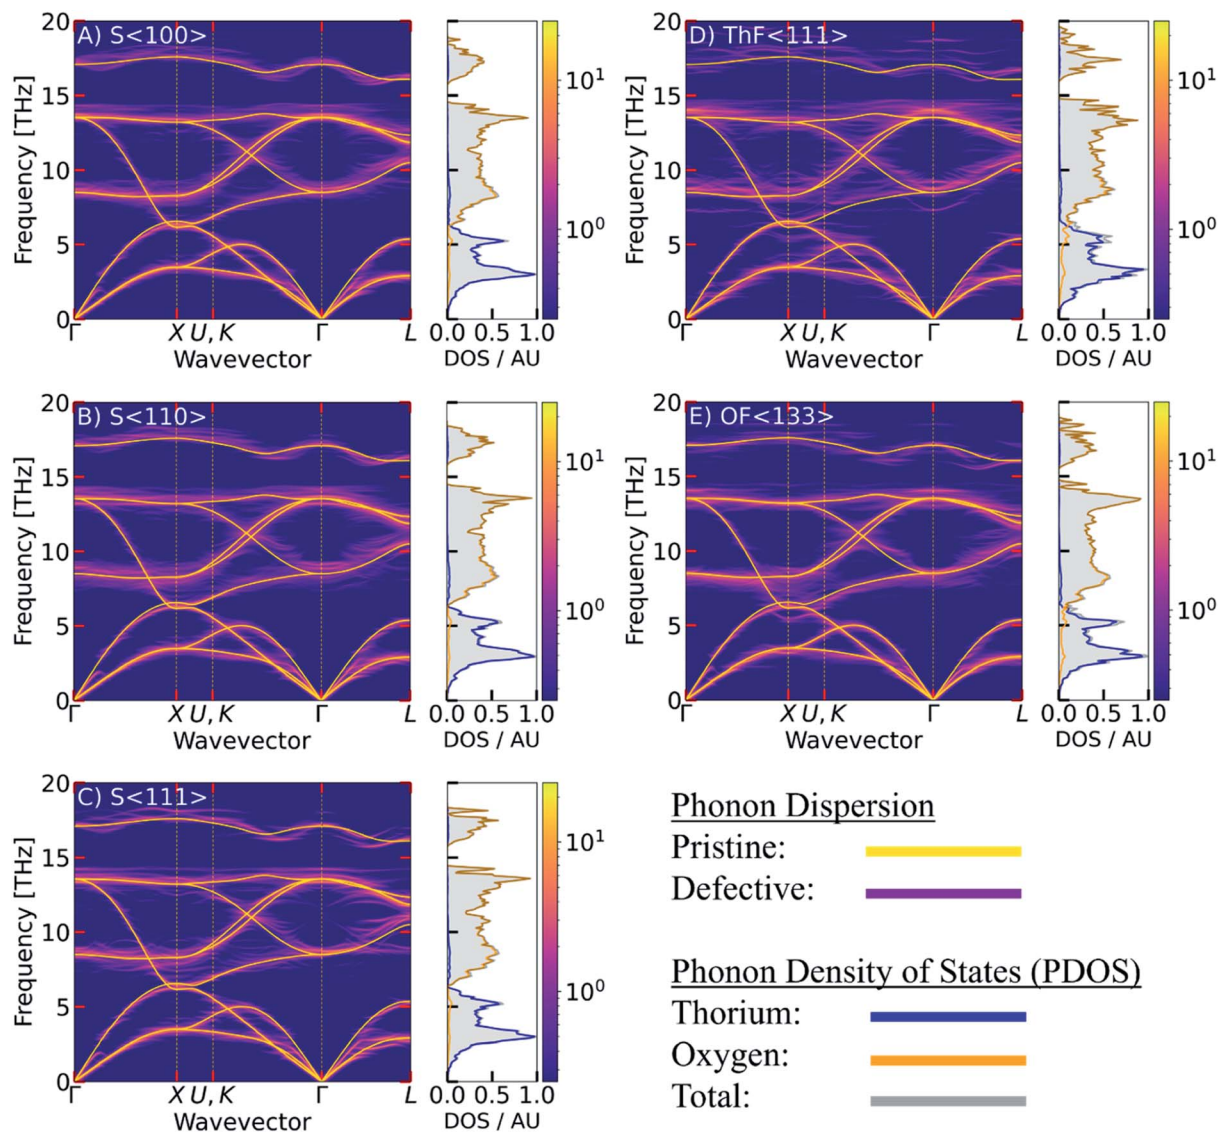 A) S<100>
20
15
10
5
0
Frequency [THz]
Γ X U, K Γ L
Wavevector
0.0 0.5 1.0
DOS / AU
10¹
10⁰
D) ThF<111>
20
15
10
5
0
Frequency [THz]
Γ X U, K Γ L
Wavevector
0.0 0.5 1.0
DOS / AU
10¹
10⁰
B) S<110>
20
15
10
5
0
Frequency [THz]
Γ X U, K Γ L
Wavevector
0.0 0.5 1.0
DOS / AU
10¹
10⁰
E) OF<133>
20
15
10
5
0
Frequency [THz]
Γ X U, K Γ L
Wavevector
0.0 0.5 1.0
DOS / AU
10¹
10⁰
C) S<111>
20
15
10
5
0
Frequency [THz]
Γ X U, K Γ L
Wavevector
0.0 0.5 1.0
DOS / AU
10¹
10⁰
Phonon Dispersion
Pristine:
Defective:
Phonon Density of States (PDOS)
Thorium:
Oxygen:
Total: